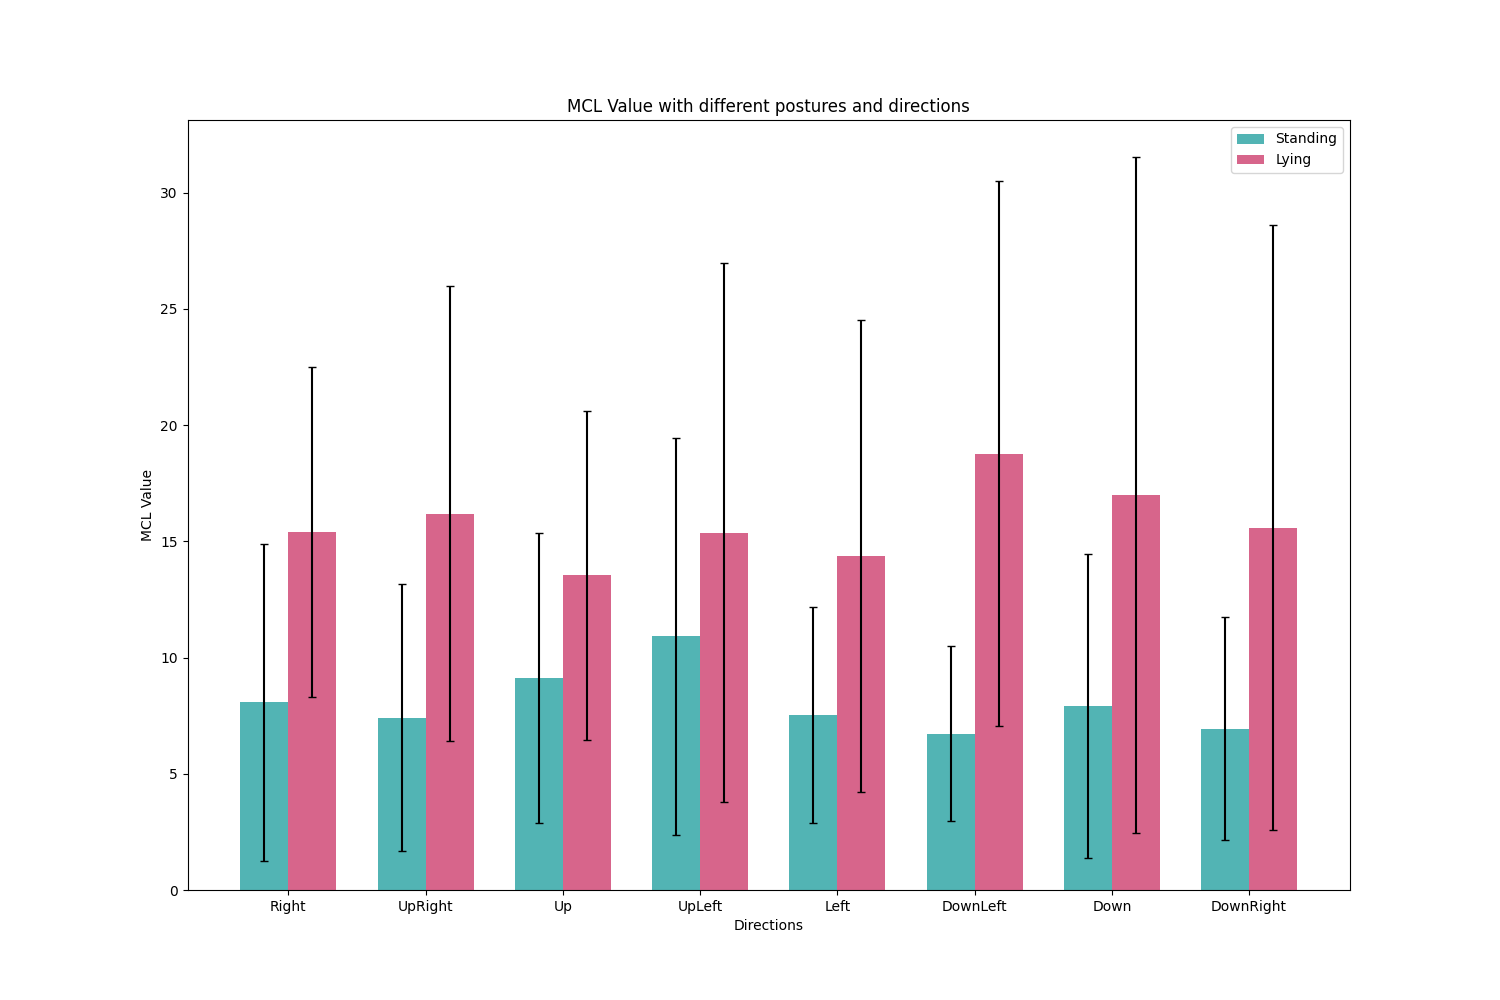 MCL Value with different postures and directions
Standing
Lying
MCL Value
30
25
20
15
10
5
0
Right UpRight Up UpLeft Left DownLeft Down DownRight
Directions